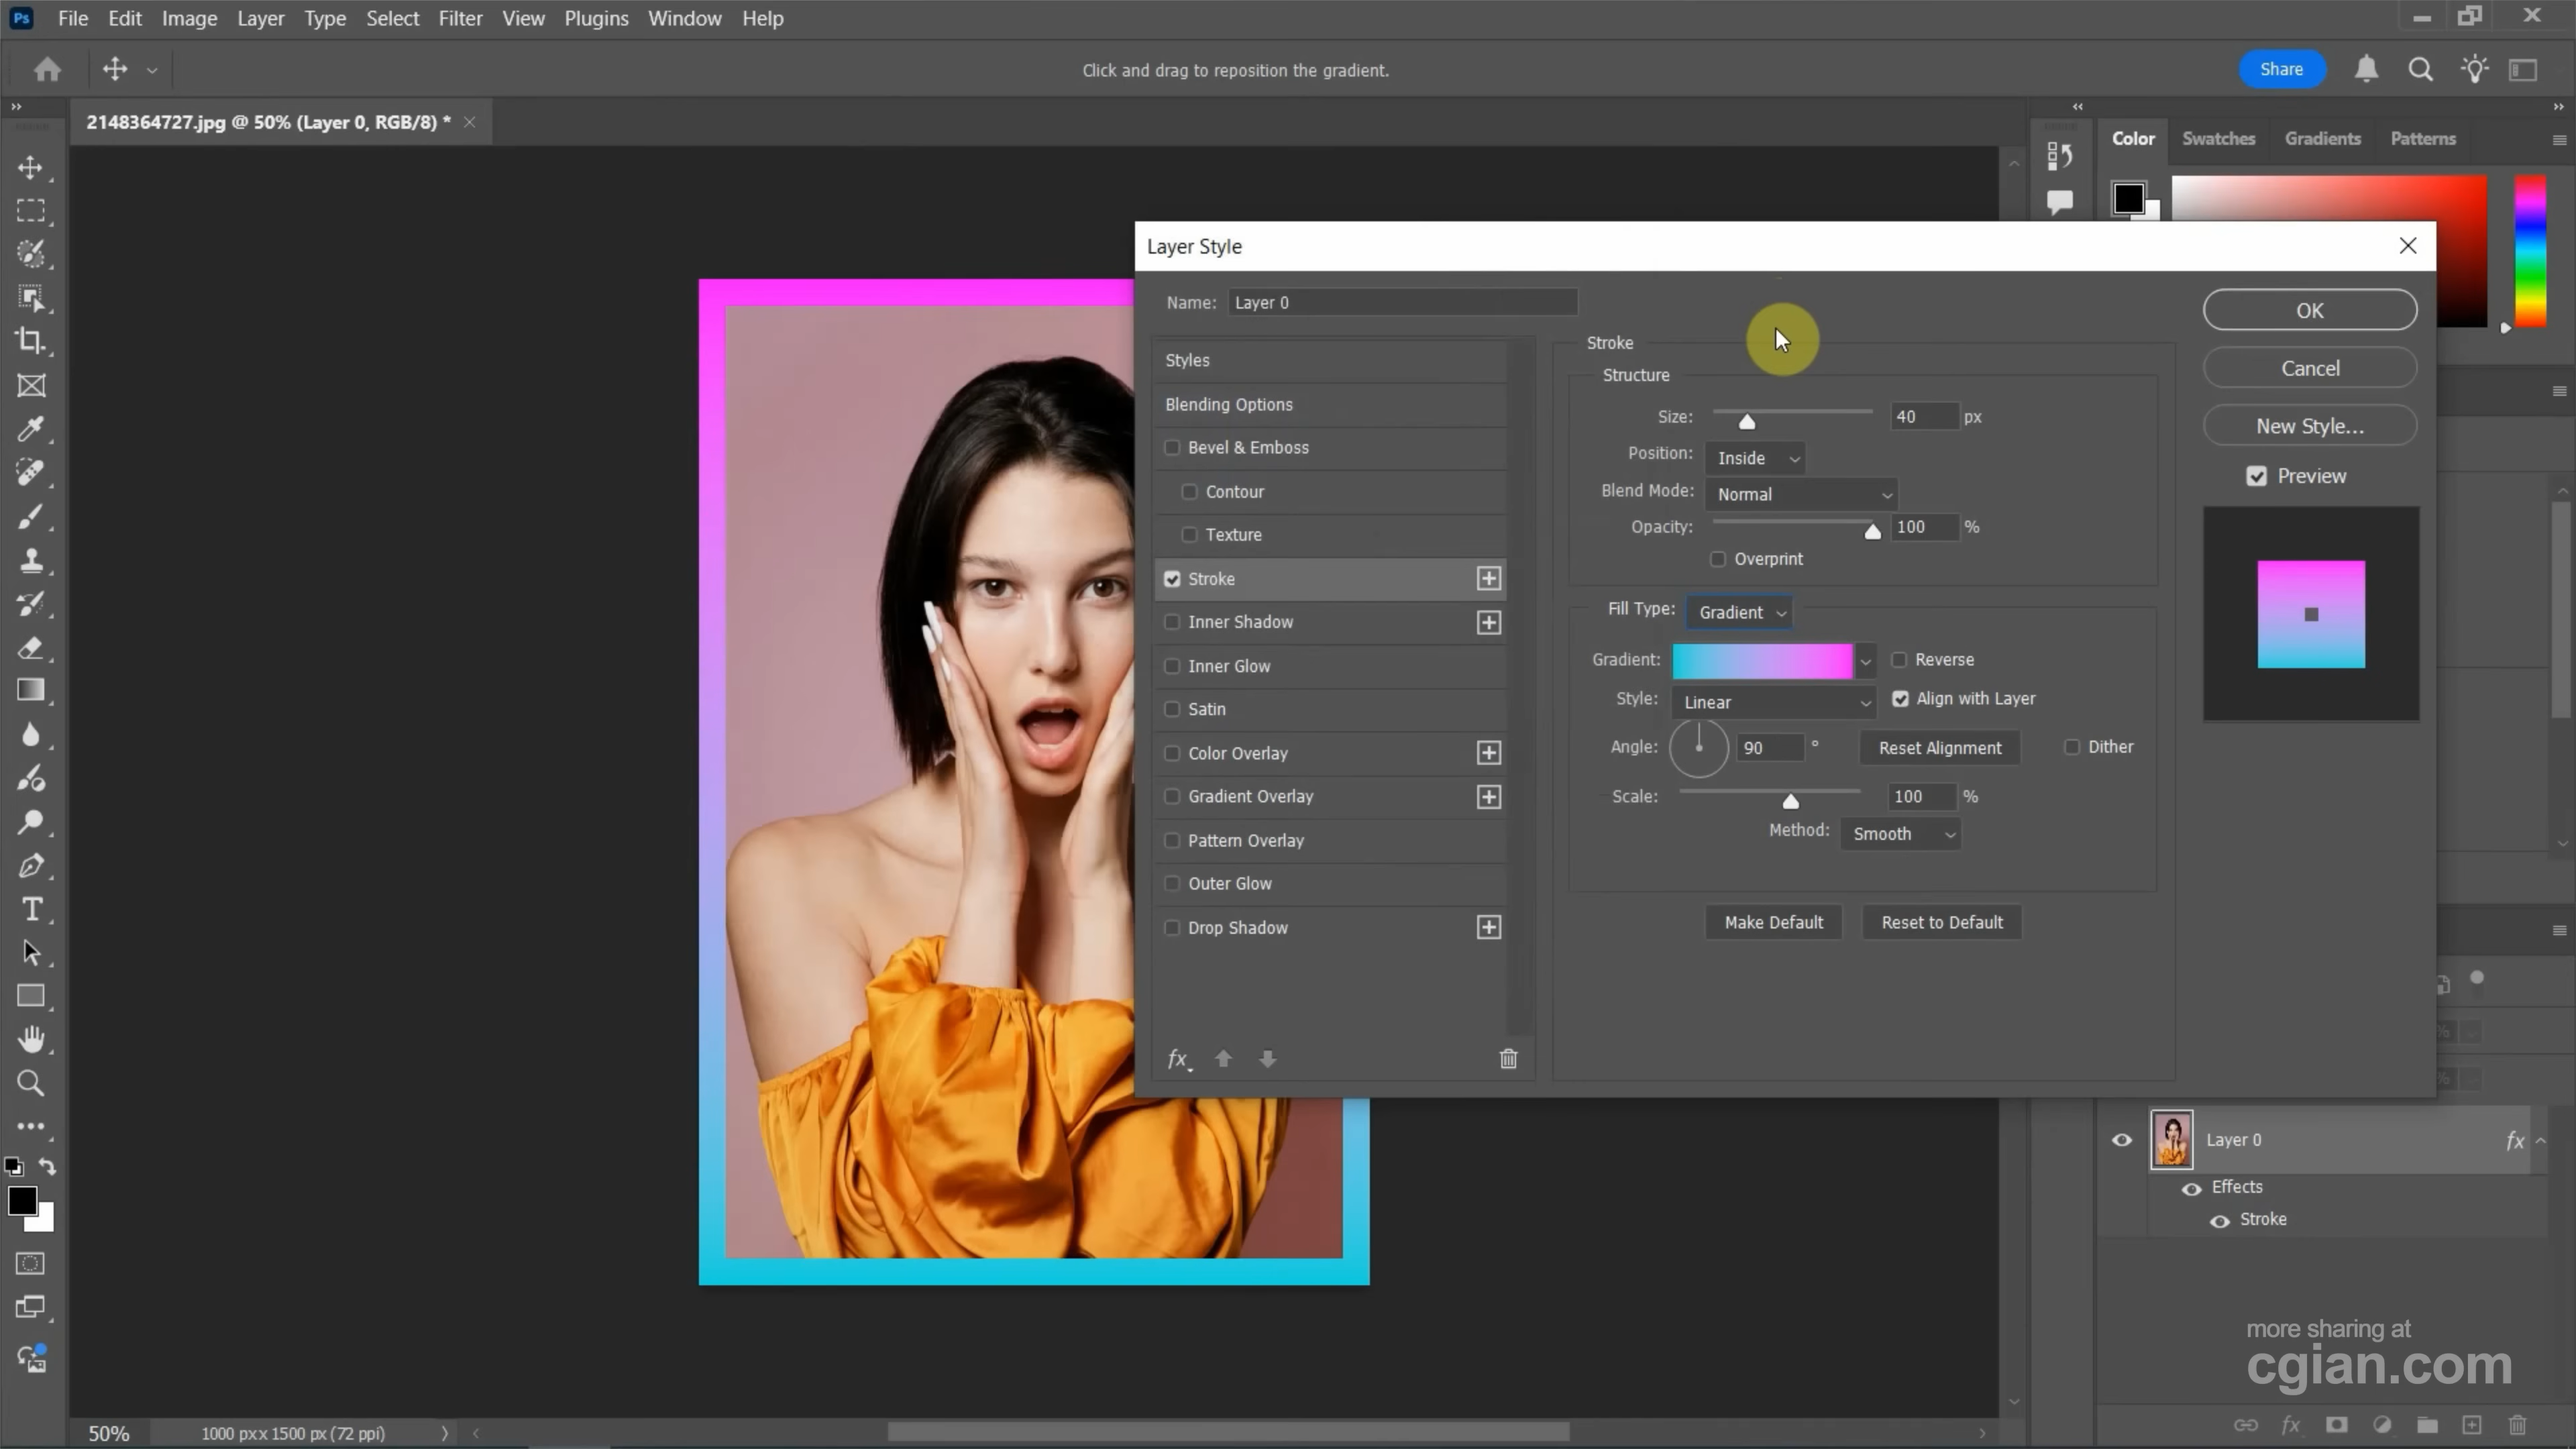 Ps File Edit Image Layer Type Select Filter View Plugins Window Help
Click and drag to reposition the gradient.
Share
2148364727.jpg @ 50% (Layer 0, RGB/8) *
Color Swatches Gradients Patterns
Layer Style
Name: Layer 0
OK
Cancel
New Style...
Preview
Styles
Blending Options
Bevel & Emboss
Contour
Texture
Stroke
Inner Shadow
Inner Glow
Satin
Color Overlay
Gradient Overlay
Pattern Overlay
Outer Glow
Drop Shadow
fx
Stroke
Structure
Size: 40 px
Position: Inside
Blend Mode: Normal
Opacity: 100 %
Overprint
Fill Type: Gradient
Gradient: Reverse
Style: Linear Align with Layer
Angle: 90 ° Reset Alignment Dither
Scale: 100 %
Method: Smooth
Make Default Reset to Default
%
%
Layer 0 fx
Effects
Stroke
more sharing at
cgian.com
fx
50% 1000 px x 1500 px (72 ppi)